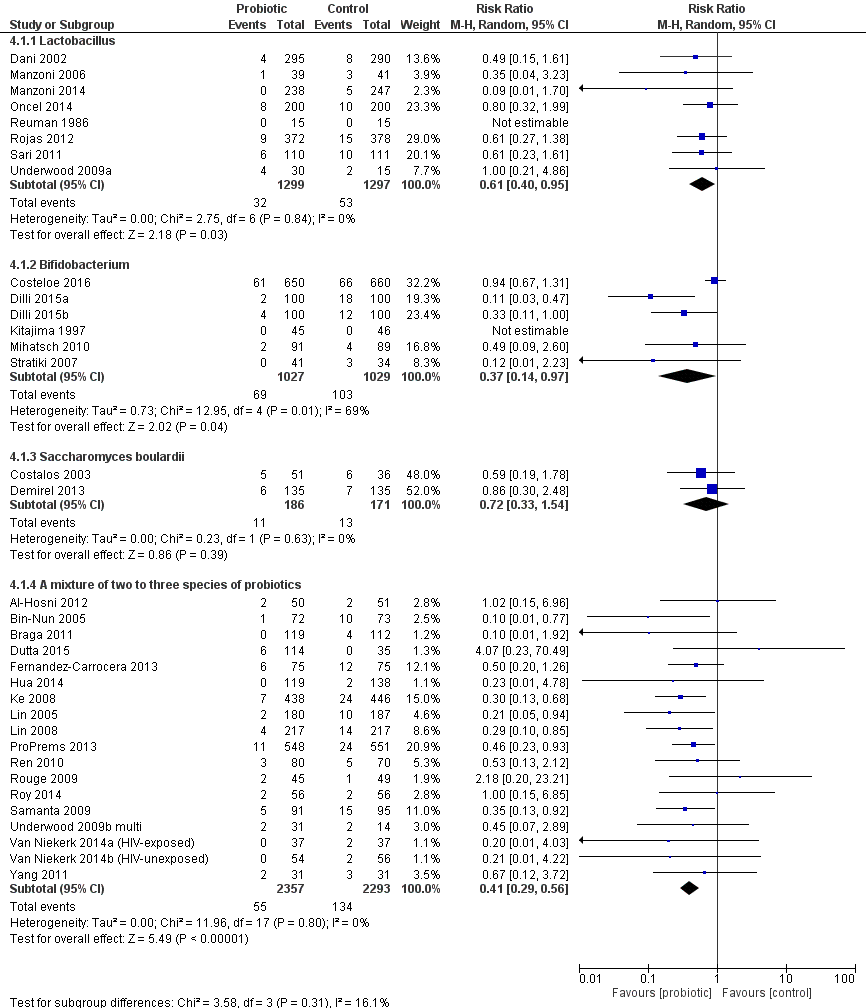 Probiotic Control Risk Ratio Risk Ratio
Study or Subgroup Events Total Events Total Weight M-H, Random, 95% CI M-H, Random, 95% CI
4.1.1 Lactobacillus
Dani 2002 4 295 8 290 13.6% 0.49 [0.15, 1.61]
Manzoni 2006 1 39 3 41 3.9% 0.35 [0.04, 3.23]
Manzoni 2014 0 238 5 247 2.3% 0.09 [0.01, 1.70]
Oncel 2014 8 200 10 200 23.3% 0.80 [0.32, 1.99]
Reuman 1986 0 15 0 15 Not estimable
Rojas 2012 9 372 15 378 29.0% 0.61 [0.27, 1.38]
Sari 2011 6 110 10 111 20.1% 0.61 [0.23, 1.61]
Underwood 2009a 4 30 2 15 7.7% 1.00 [0.21, 4.86]
Subtotal (95% CI) 1299 1297 100.0% 0.61 [0.40, 0.95]
Total events 32 53
Heterogeneity: Tau² = 0.00; Chi² = 2.75, df = 6 (P = 0.84); I² = 0%
Test for overall effect: Z = 2.18 (P = 0.03)
4.1.2 Bifidobacterium
Costeloe 2016 61 650 66 660 32.2% 0.94 [0.67, 1.31]
Dilli 2015a 2 100 18 100 19.3% 0.11 [0.03, 0.47]
Dilli 2015b 4 100 12 100 23.4% 0.33 [0.11, 1.00]
Kitajima 1997 0 45 0 46 Not estimable
Mihatsch 2010 2 91 4 89 16.8% 0.49 [0.09, 2.60]
Stratiki 2007 0 41 3 34 8.3% 0.12 [0.01, 2.23]
Subtotal (95% CI) 1027 1029 100.0% 0.37 [0.14, 0.97]
Total events 69 103
Heterogeneity: Tau² = 0.73; Chi² = 12.95, df = 4 (P = 0.01); I² = 69%
Test for overall effect: Z = 2.02 (P = 0.04)
4.1.3 Saccharomyces boulardii
Costalos 2003 5 51 6 36 48.0% 0.59 [0.19, 1.78]
Demirel 2013 6 135 7 135 52.0% 0.86 [0.30, 2.48]
Subtotal (95% CI) 186 171 100.0% 0.72 [0.33, 1.54]
Total events 11 13
Heterogeneity: Tau² = 0.00; Chi² = 0.23, df = 1 (P = 0.63); I² = 0%
Test for overall effect: Z = 0.86 (P = 0.39)
4.1.4 A mixture of two to three species of probiotics
Al-Hosni 2012 2 50 2 51 2.8% 1.02 [0.15, 6.96]
Bin-Nun 2005 1 72 10 73 2.5% 0.10 [0.01, 0.77]
Braga 2011 0 119 4 112 1.2% 0.10 [0.01, 1.92]
Dutta 2015 6 114 0 35 1.3% 4.07 [0.23, 70.49]
Fernandez-Carrocera 2013 6 75 12 75 12.1% 0.50 [0.20, 1.26]
Hua 2014 0 119 2 138 1.1% 0.23 [0.01, 4.78]
Ke 2008 7 438 24 446 15.0% 0.30 [0.13, 0.68]
Lin 2005 2 180 10 187 4.6% 0.21 [0.05, 0.94]
Lin 2008 4 217 14 217 8.6% 0.29 [0.10, 0.85]
ProPrems 2013 11 548 24 551 20.9% 0.46 [0.23, 0.93]
Ren 2010 3 80 5 70 5.3% 0.53 [0.13, 2.12]
Rouge 2009 2 45 1 49 1.9% 2.18 [0.20, 23.21]
Roy 2014 2 56 2 56 2.8% 1.00 [0.15, 6.85]
Samanta 2009 5 91 15 95 11.0% 0.35 [0.13, 0.92]
Underwood 2009b multi 2 31 2 14 3.0% 0.45 [0.07, 2.89]
Van Niekerk 2014a (HIV-exposed) 0 37 2 37 1.1% 0.20 [0.01, 4.03]
Van Niekerk 2014b (HIV-unexposed) 0 54 2 56 1.1% 0.21 [0.01, 4.22]
Yang 2011 2 31 3 31 3.5% 0.67 [0.12, 3.72]
Subtotal (95% CI) 2357 2293 100.0% 0.41 [0.29, 0.56]
Total events 55 134
Heterogeneity: Tau² = 0.00; Chi² = 11.96, df = 17 (P = 0.80); I² = 0%
Test for overall effect: Z = 5.49 (P < 0.00001)
0.01 0.1 1 10 100
Favours [probiotic] Favours [control]
Test for subgroup differences: Chi² = 3.58, df = 3 (P = 0.31), I² = 16.1%